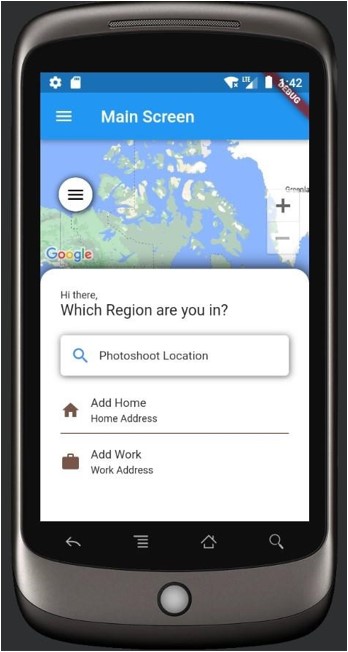 LTE 1:42
DEBUG
Main Screen
+
Google
Hi there,
Which Region are you in?
Photoshoot Location
Add Home
Home Address
Add Work
Work Address